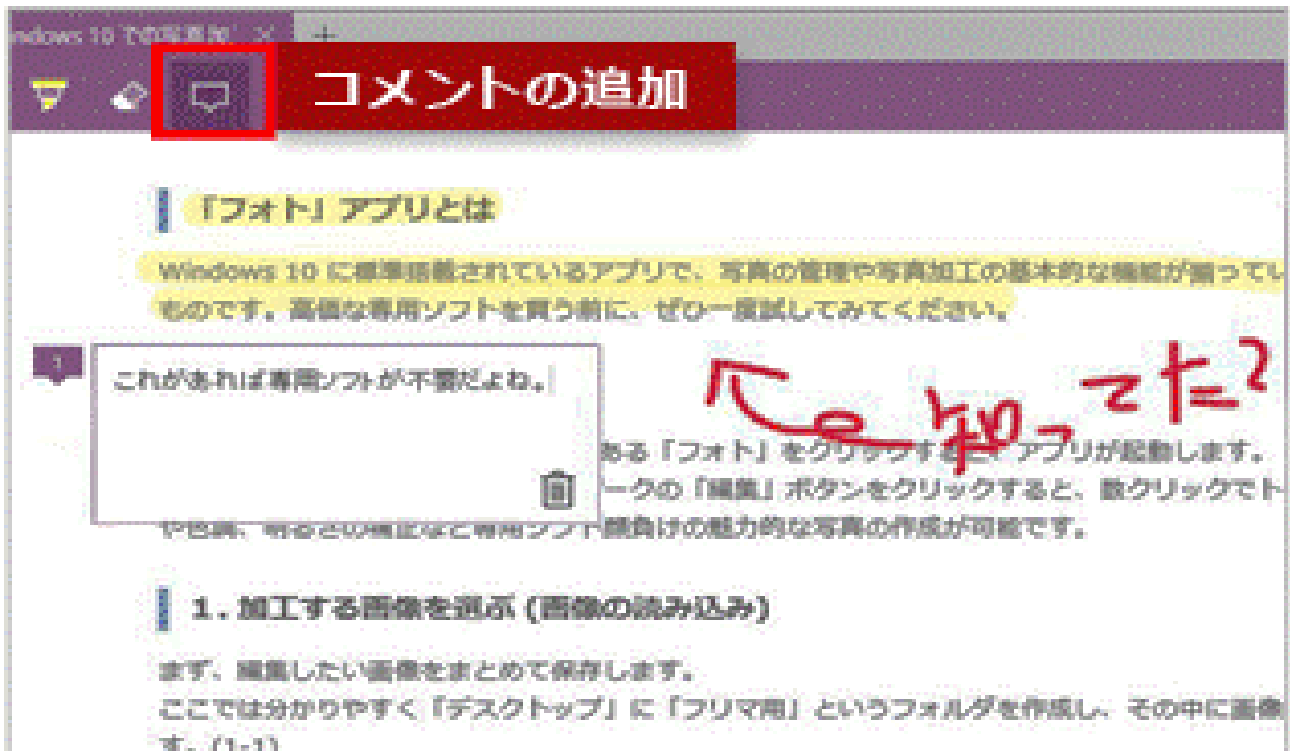 ndows 10 での写真加
コメントの追加
「フォト」アプリとは
Windows 10 に標準搭載されているアプリで、写真の管理や写真加工の基本的な機能が揃ってい
ものです。高価な専用ソフトを買う前に、ぜひ一度試してみてください。
1
これがあれば専用ソフトが不要だよね。
知ってた?
ある「フォト」をクリックすると、アプリが起動します。
ークの「編集」ボタンをクリックすると、数クリックでト
や色調、明るさの補正など専用ソフト顔負けの魅力的な写真の作成が可能です。
1. 加工する画像を選ぶ (画像の読み込み)
まず、編集したい画像をまとめて保存します。
ここでは分かりやすく「デスクトップ」に「フリマ用」というフォルダを作成し、その中に画像
す。(1-1)